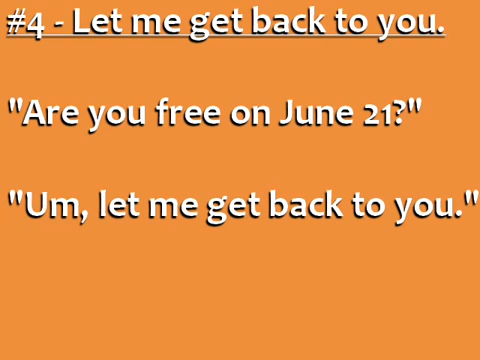 #4 - Let me get back to you.
"Are you free on June 21?"
"Um, let me get back to you."